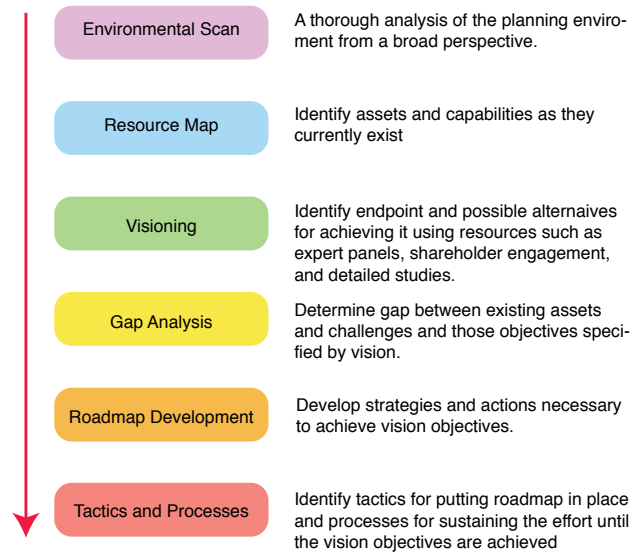 Environmental Scan
A thorough analysis of the planning enviro-
ment from a broad perspective.
Resource Map
Identify assets and capabilities as they
currently exist
Visioning
Identify endpoint and possible alternaives
for achieving it using resources such as
expert panels, shareholder engagement,
and detailed studies.
Gap Analysis
Determine gap between existing assets
and challenges and those objectives speci-
fied by vision.
Roadmap Development
Develop strategies and actions necessary
to achieve vision objectives.
Tactics and Processes
Identify tactics for putting roadmap in place
and processes for sustaining the effort until
the vision objectives are achieved